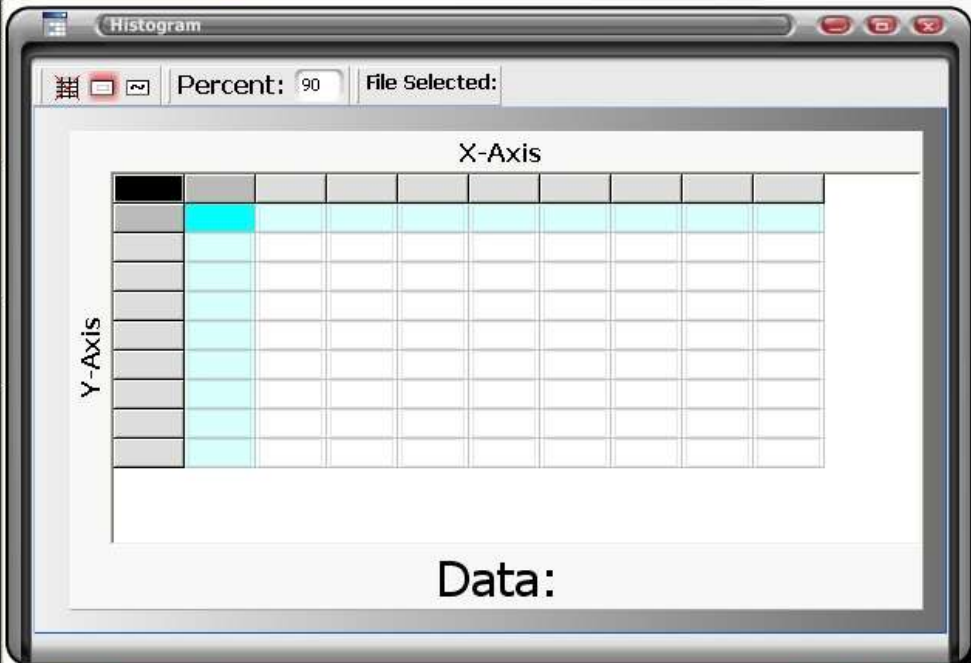 Histogram
Percent: 90 File Selected:
X-Axis
Y-Axis
Data: